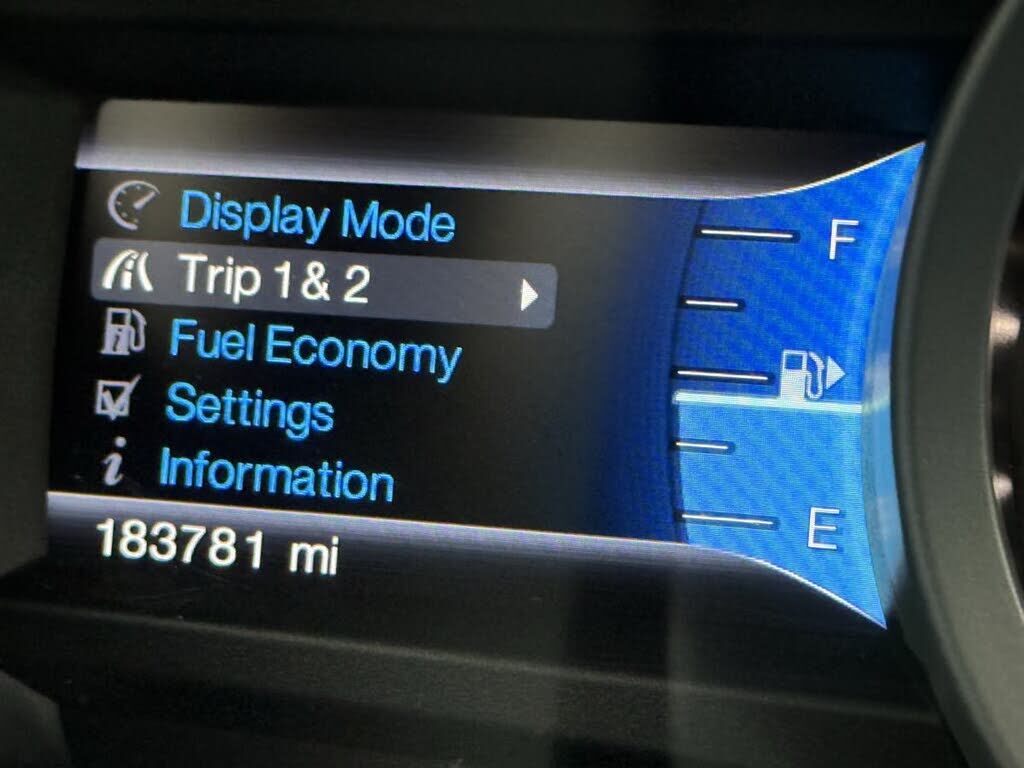 Display Mode
Trip 1 & 2
Fuel Economy
Settings
Information
183781 mi
F
E